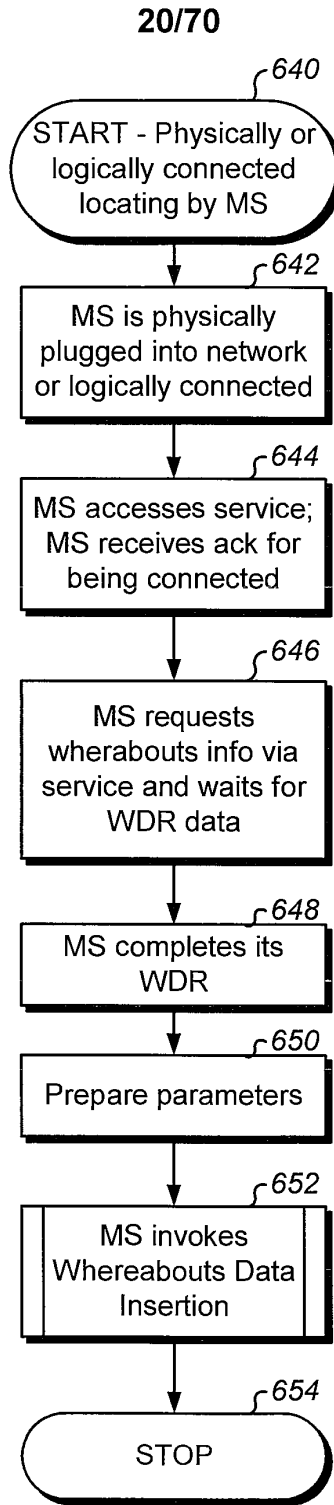 20/70
640
START - Physically or
logically connected
locating by MS
642
MS is physically
plugged into network
or logically connected
644
MS accesses service;
MS receives ack for
being connected
646
MS requests
wherabouts info via
service and waits for
WDR data
648
MS completes its
WDR
650
Prepare parameters
652
MS invokes
Whereabouts Data
Insertion
654
STOP